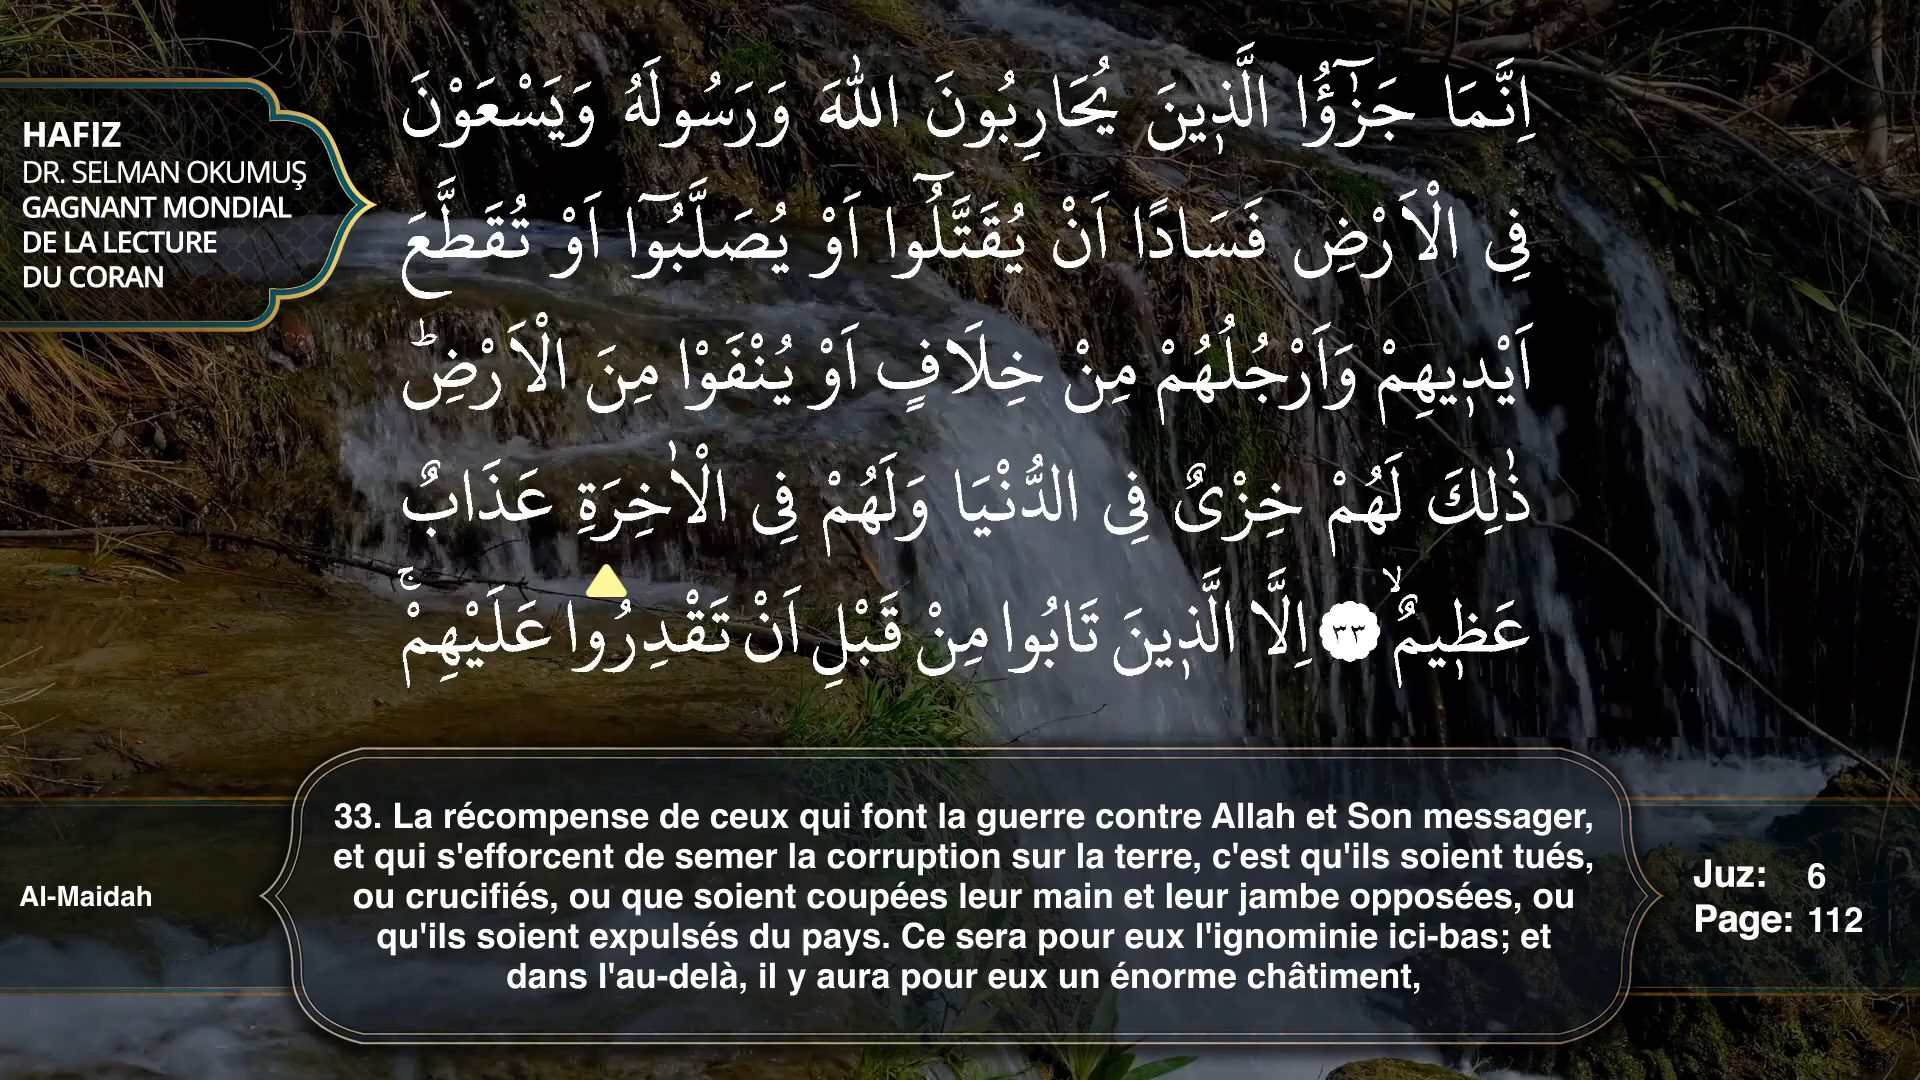 HAFIZ
DR. SELMAN OKUMUŞ
GAGNANT MONDIAL
DE LA LECTURE
DU CORAN
اِنَّمَا جَزٰٓؤُا الَّذ۪ينَ يُحَارِبُونَ اللّٰهَ وَرَسُولَهُ وَيَسْعَوْنَ
فِى الْاَرْضِ فَسَادًا اَنْ يُقَتَّلُٓوا اَوْ يُصَلَّبُٓوا اَوْ تُقَطَّعَ
اَيْد۪يهِمْ وَاَرْجُلُهُمْ مِنْ خِلَافٍ اَوْ يُنْفَوْا مِنَ الْاَرْضِۜ
ذٰلِكَ لَهُمْ خِزْىٌ فِى الدُّنْيَا وَلَهُمْ فِى الْاٰخِرَةِ عَذَابٌ
عَظ۪يمٌۙ ٣٣ اِلَّا الَّذ۪ينَ تَابُوا مِنْ قَبْلِ اَنْ تَقْدِرُوا عَلَيْهِمْۚ
33. La récompense de ceux qui font la guerre contre Allah et Son messager,
et qui s'efforcent de semer la corruption sur la terre, c'est qu'ils soient tués,
ou crucifiés, ou que soient coupées leur main et leur jambe opposées, ou
qu'ils soient expulsés du pays. Ce sera pour eux l'ignominie ici-bas; et
dans l'au-delà, il y aura pour eux un énorme châtiment,
Al-Maidah
Juz: 6
Page: 112